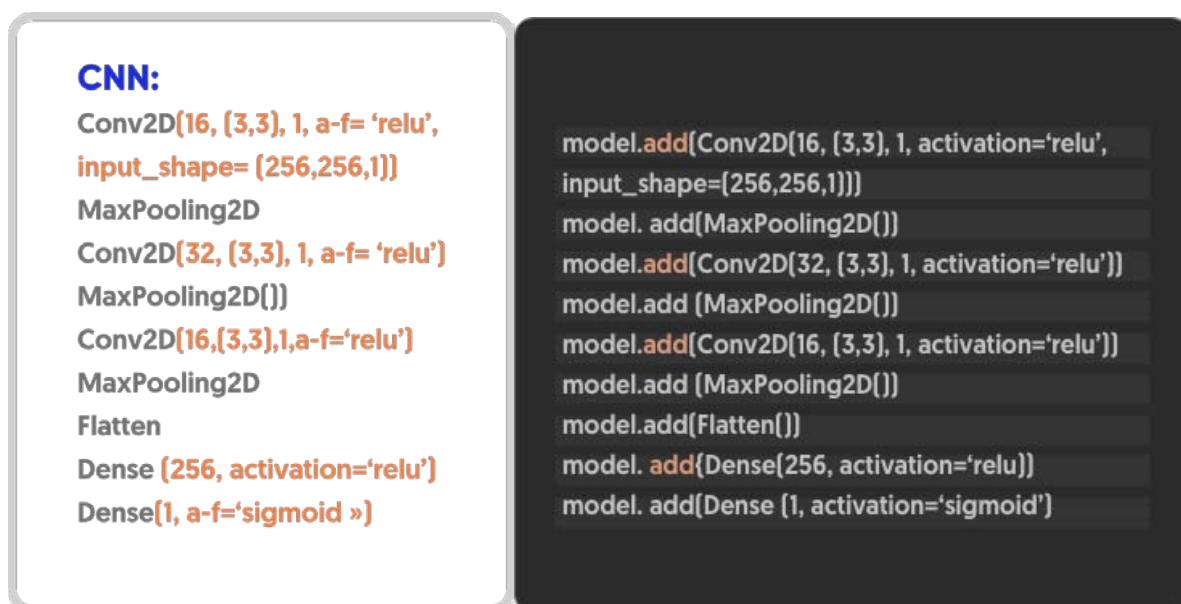 CNN:
Conv2D(16, (3,3), 1, a-f= ‘relu’,
input_shape= (256,256,1))
MaxPooling2D
Conv2D(32, (3,3), 1, a-f= ‘relu’)
MaxPooling2D())
Conv2D(16,(3,3),1,a-f=‘relu’)
MaxPooling2D
Flatten
Dense (256, activation=‘relu’)
Dense(1, a-f=‘sigmoid »)
model.add(Conv2D(16, (3,3), 1, activation=‘relu’,
input_shape=(256,256,1)))
model. add(MaxPooling2D())
model.add(Conv2D(32, (3,3), 1, activation=‘relu’))
model.add (MaxPooling2D())
model.add(Conv2D(16, (3,3), 1, activation=‘relu’))
model.add (MaxPooling2D())
model.add(Flatten())
model. add{Dense(256, activation=‘relu))
model. add(Dense (1, activation=‘sigmoid’)